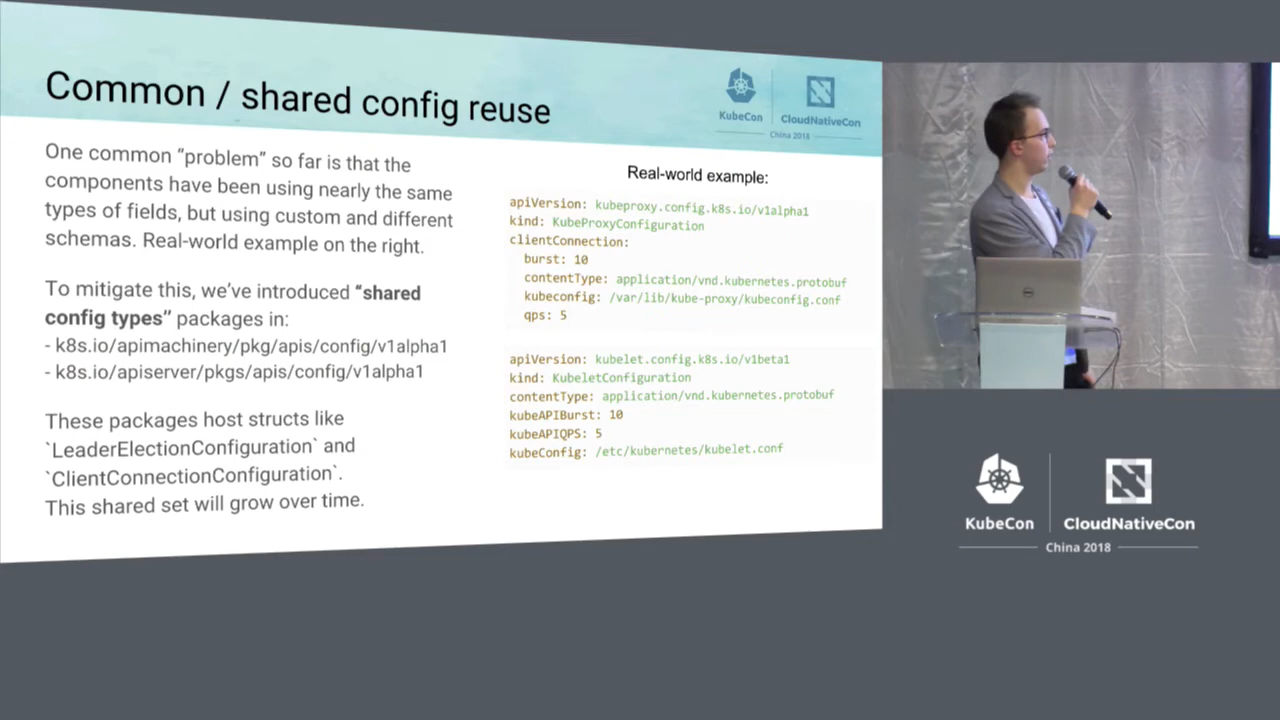 Common / shared config reuse
KubeCon
CloudNativeCon
China 2018
One common “problem” so far is that the
components have been using nearly the same
types of fields, but using custom and different
schemas. Real-world example on the right.
To mitigate this, we’ve introduced “shared
config types” packages in:
- k8s.io/apimachinery/pkg/apis/config/v1alpha1
- k8s.io/apiserver/pkgs/apis/config/v1alpha1
These packages host structs like
`LeaderElectionConfiguration` and
`ClientConnectionConfiguration`.
This shared set will grow over time.
Real-world example:
apiVersion: kubeproxy.config.k8s.io/v1alpha1
kind: KubeProxyConfiguration
clientConnection:
  burst: 10
  contentType: application/vnd.kubernetes.protobuf
  kubeconfig: /var/lib/kube-proxy/kubeconfig.conf
  qps: 5
apiVersion: kubelet.config.k8s.io/v1beta1
kind: KubeletConfiguration
contentType: application/vnd.kubernetes.protobuf
kubeAPIBurst: 10
kubeAPIQPS: 5
kubeConfig: /etc/kubernetes/kubelet.conf
DELL
KubeCon
CloudNativeCon
China 2018